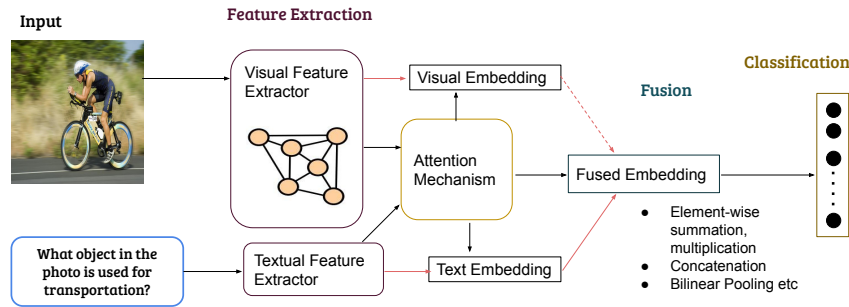 Input
Feature Extraction
Classification
Visual Feature
Extractor
Visual Embedding
Fusion
Attention
Mechanism
Fused Embedding
What object in the
photo is used for
transportation?
Textual Feature
Extractor
Text Embedding
● Element-wise
summation,
multiplication
● Concatenation
● Bilinear Pooling etc